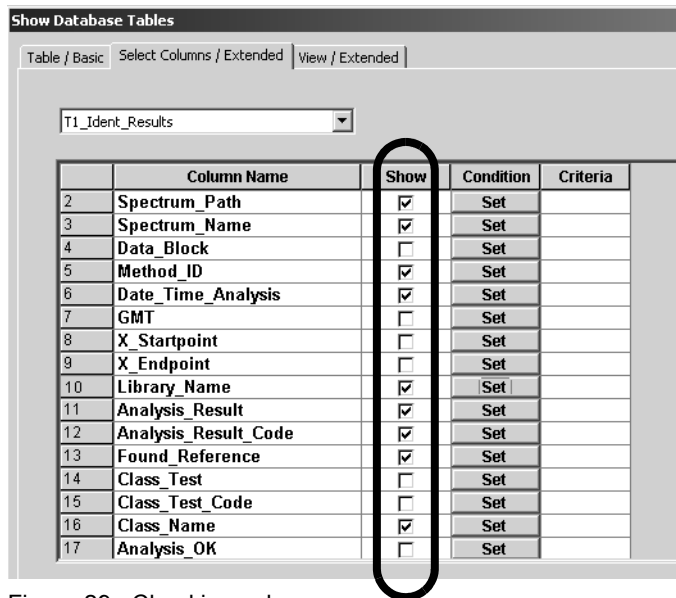 Show Database Tables
Table / Basic Select Columns / Extended View / Extended
T1_Ident_Results
Column Name Show Condition Criteria
2 Spectrum_Path Set
3 Spectrum_Name Set
4 Data_Block Set
5 Method_ID Set
6 Date_Time_Analysis Set
7 GMT Set
8 X_Startpoint Set
9 X_Endpoint Set
10 Library_Name Set
11 Analysis_Result Set
12 Analysis_Result_Code Set
13 Found_Reference Set
14 Class_Test Set
15 Class_Test_Code Set
16 Class_Name Set
17 Analysis_OK Set